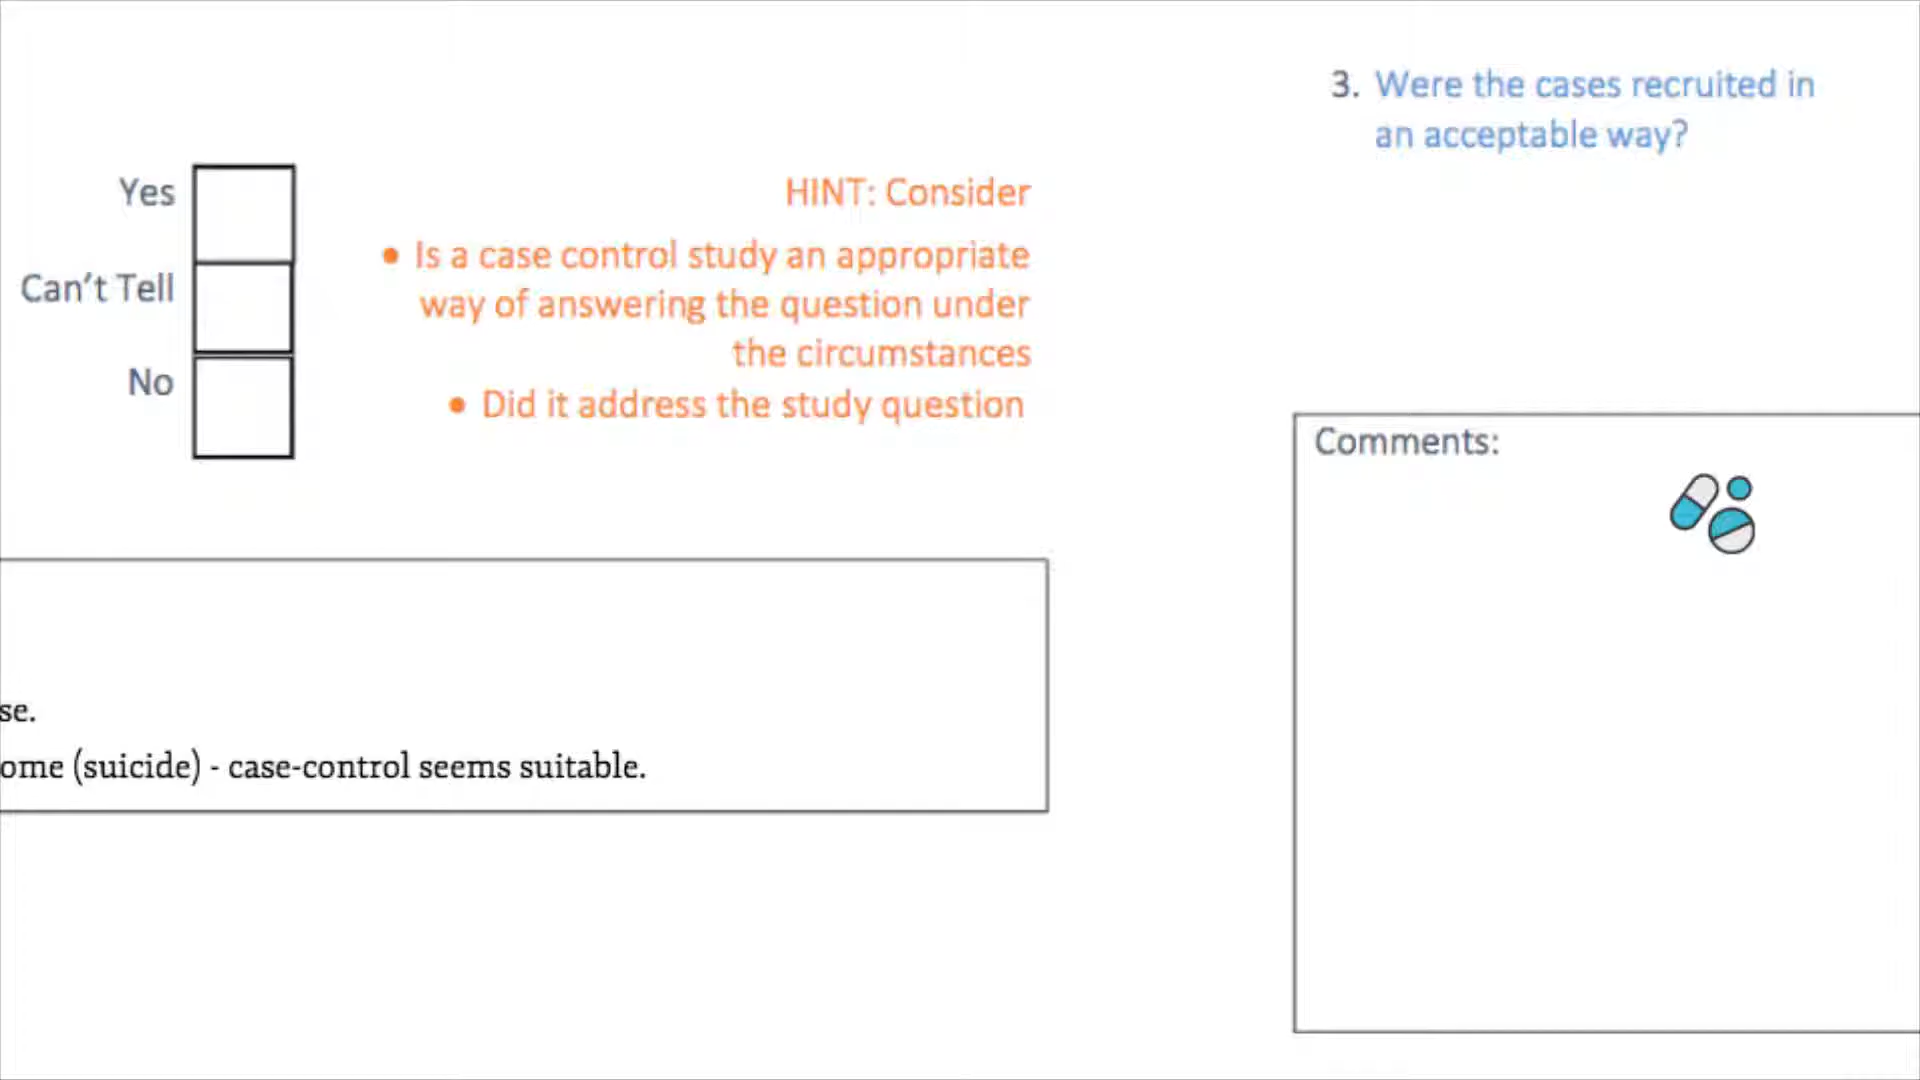 Yes
Can't Tell
No
HINT: Consider
• Is a case control study an appropriate
way of answering the question under
the circumstances
• Did it address the study question
se.
ome (suicide) - case-control seems suitable.
3. Were the cases recruited in
an acceptable way?
Comments: